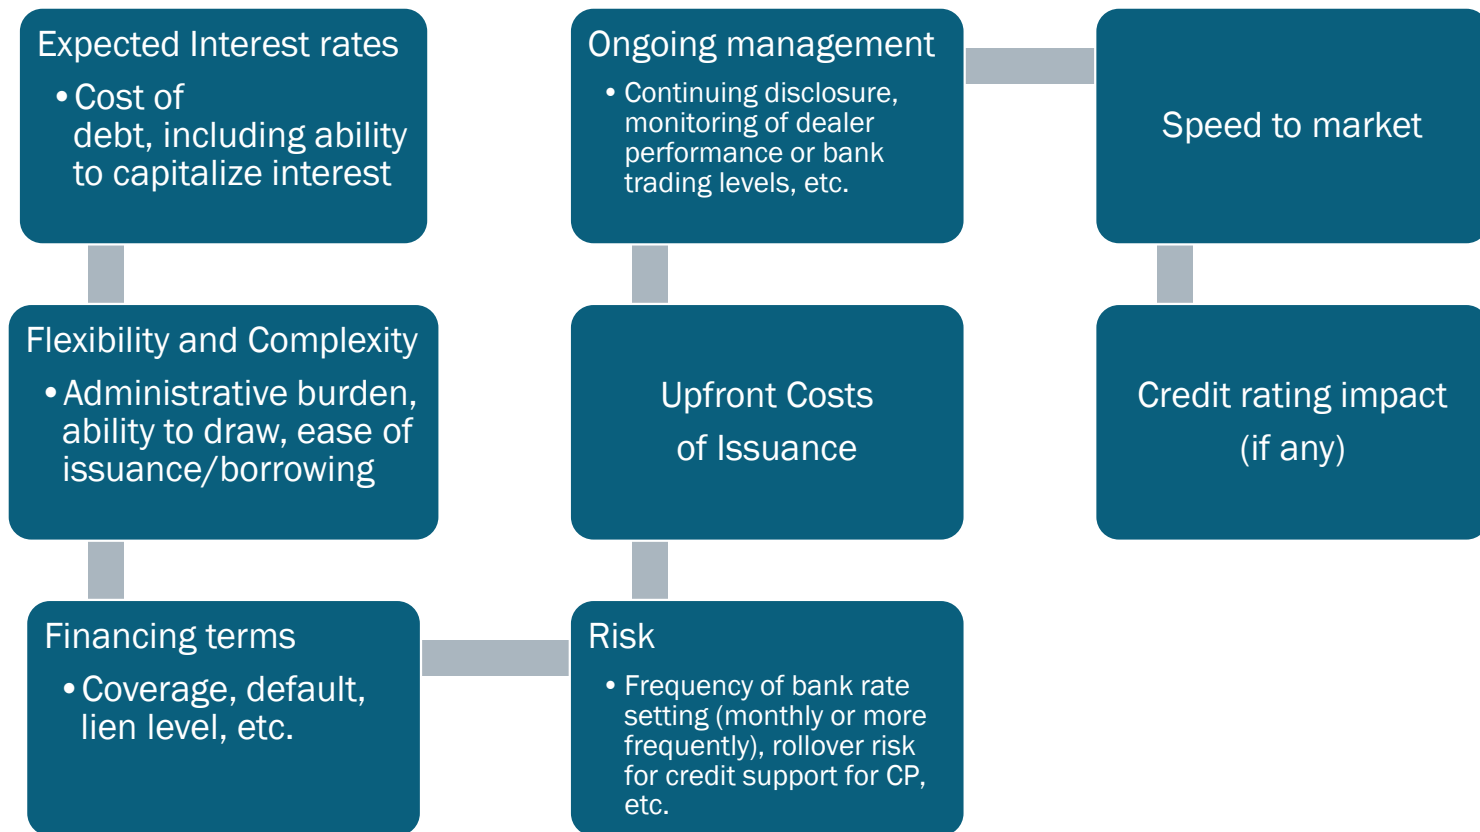 Expected Interest rates
• Cost of
debt, including ability
to capitalize interest
Flexibility and Complexity
• Administrative burden,
ability to draw, ease of
issuance/borrowing
Financing terms
• Coverage, default,
lien level, etc.
Risk
• Frequency of bank rate
setting (monthly or more
frequently), rollover risk
for credit support for CP,
etc.
Upfront Costs
of Issuance
Ongoing management
• Continuing disclosure,
monitoring of dealer
performance or bank
trading levels, etc.
Speed to market
Credit rating impact
(if any)